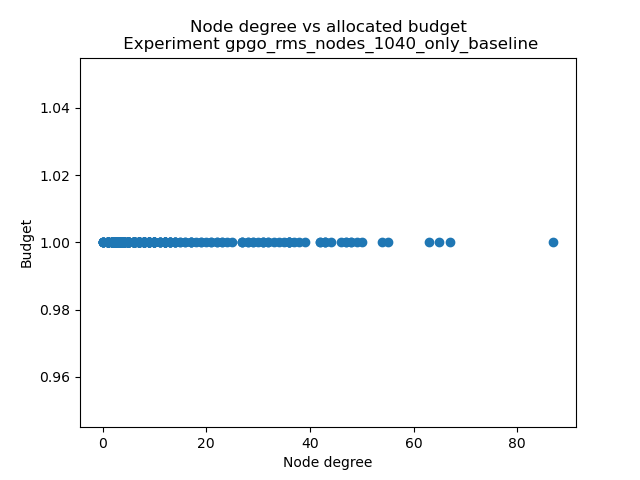 Node degree vs allocated budget
Experiment gpgo_rms_nodes_1040_only_baseline
1.04
1.02
1.00
0.98
0.96
Budget
0
20
40
60
80
Node degree